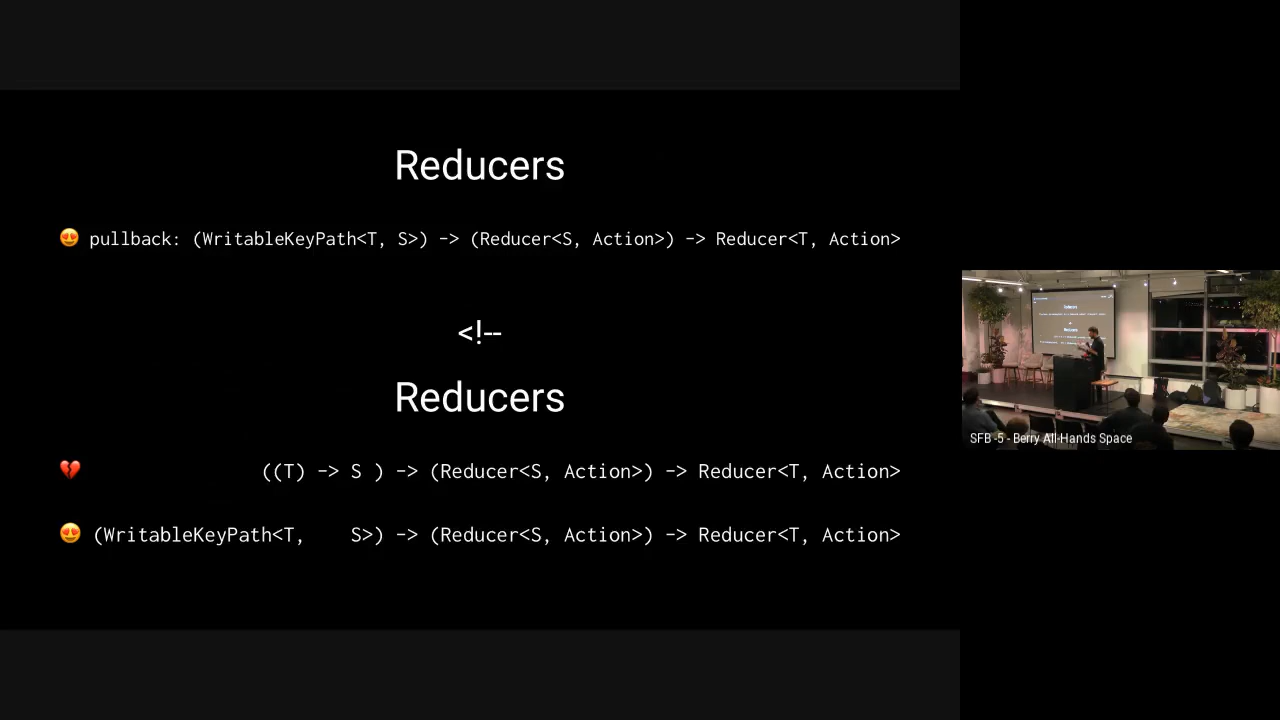 Reducers
😍 pullback: (WritableKeyPath<T, S>) -> (Reducer<S, Action>) -> Reducer<T, Action>
<!--
Reducers
💔 ((T) -> S ) -> (Reducer<S, Action>) -> Reducer<T, Action>
😍 (WritableKeyPath<T, S>) -> (Reducer<S, Action>) -> Reducer<T, Action>
SFB -5 - Berry All-Hands Space